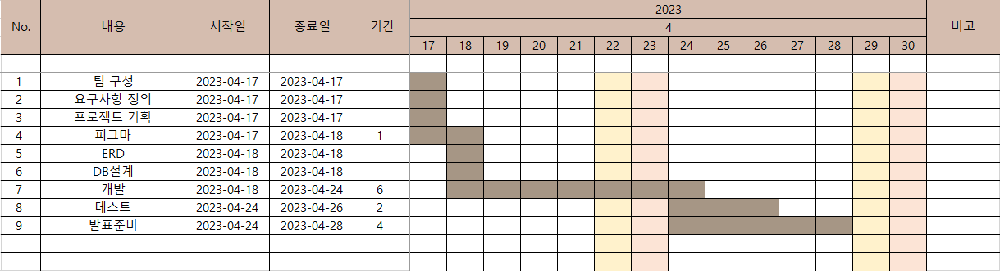 No. 내용 시작일 종료일 기간 2023 비고
4
17 18 19 20 21 22 23 24 25 26 27 28 29 30
1 팀 구성 2023-04-17 2023-04-17
2 요구사항 정의 2023-04-17 2023-04-17
3 프로젝트 기획 2023-04-17 2023-04-17
4 피그마 2023-04-17 2023-04-18 1
5 ERD 2023-04-18 2023-04-18
6 DB설계 2023-04-18 2023-04-18
7 개발 2023-04-18 2023-04-24 6
8 테스트 2023-04-24 2023-04-26 2
9 발표준비 2023-04-24 2023-04-28 4